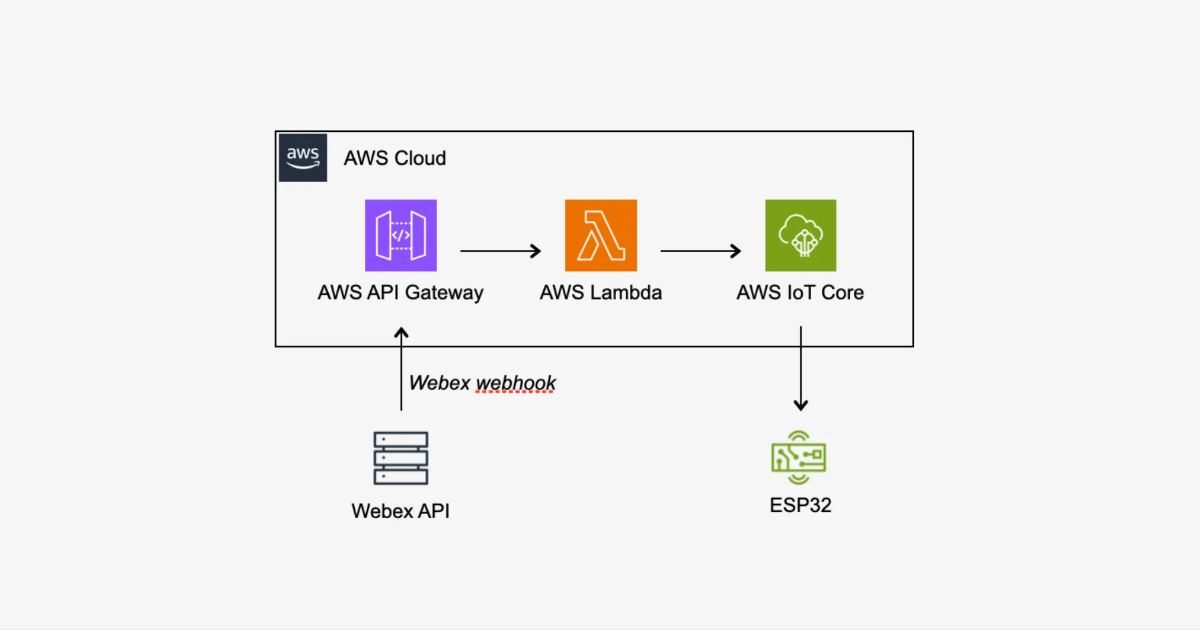 aws
AWS Cloud
</>
AWS API Gateway
AWS Lambda
AWS IoT Core
Webex webhook
Webex API
ESP32